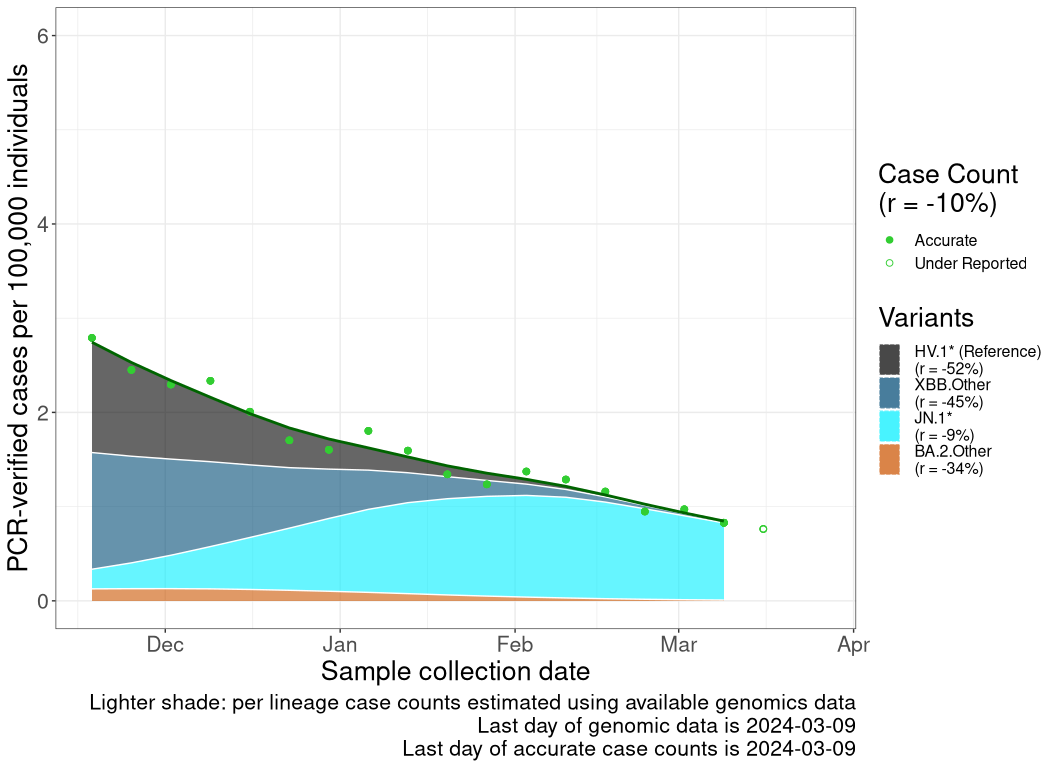 PCR-verified cases per 100,000 individuals
6
4
2
0
Dec Jan Feb Mar Apr
Sample collection date
Lighter shade: per lineage case counts estimated using available genomics data
Last day of genomic data is 2024-03-09
Last day of accurate case counts is 2024-03-09
Case Count
(r = -10%)
Accurate
Under Reported
Variants
HV.1* (Reference)
(r = -52%)
XBB.Other
(r = -45%)
JN.1*
(r = -9%)
BA.2.Other
(r = -34%)